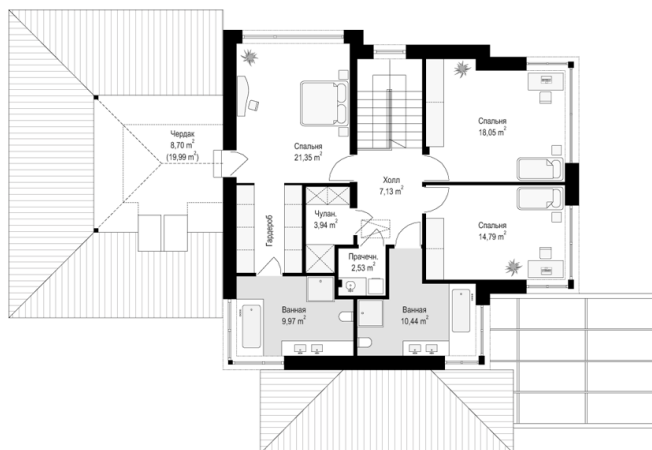 Чердак
8,70 m²
(19,99 m²)
Спальня
21,35 m²
Спальня
18,05 m²
Холл
7,13 m²
Гардероб
Чулан.
3,94 m²
Спальня
14,79 m²
Прачечн.
2,53 m²
Ванная
9,97 m²
Ванная
10,44 m²